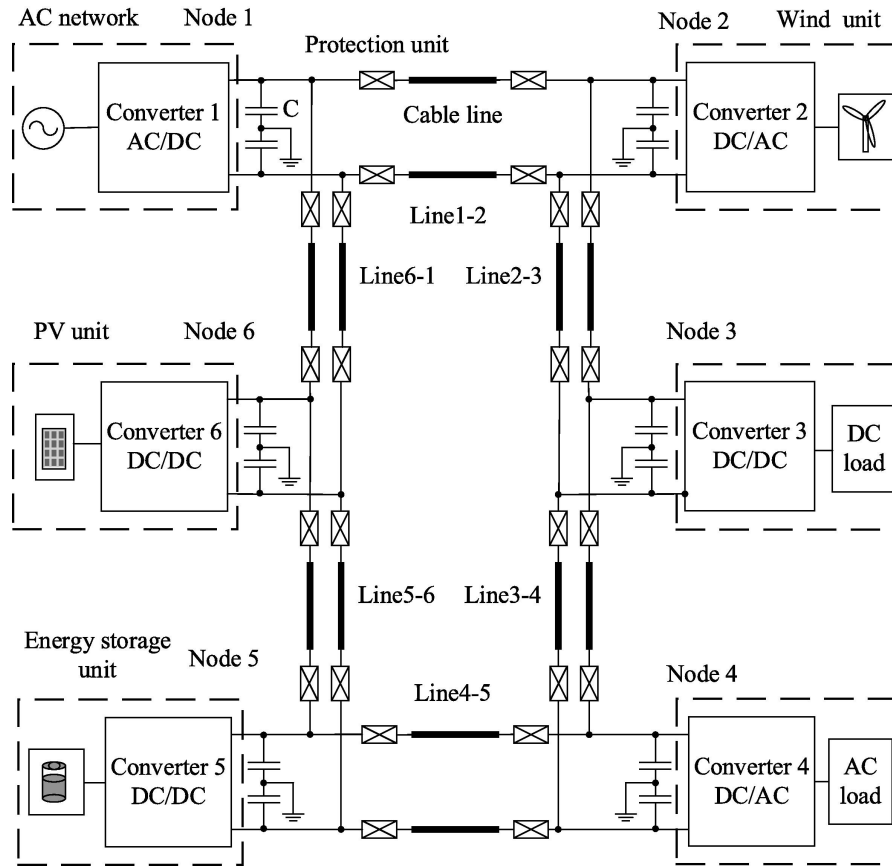 AC network
Node 1
Node 2
Wind unit
Protection unit
Converter 1
AC/DC
C
Cable line
Converter 2
DC/AC
Line1-2
Line6-1
Line2-3
PV unit
Node 6
Node 3
Converter 6
DC/DC
Converter 3
DC/DC
DC
load
Line5-6
Line3-4
Energy storage
unit
Node 5
Node 4
Line4-5
Converter 5
DC/DC
Converter 4
DC/AC
AC
load